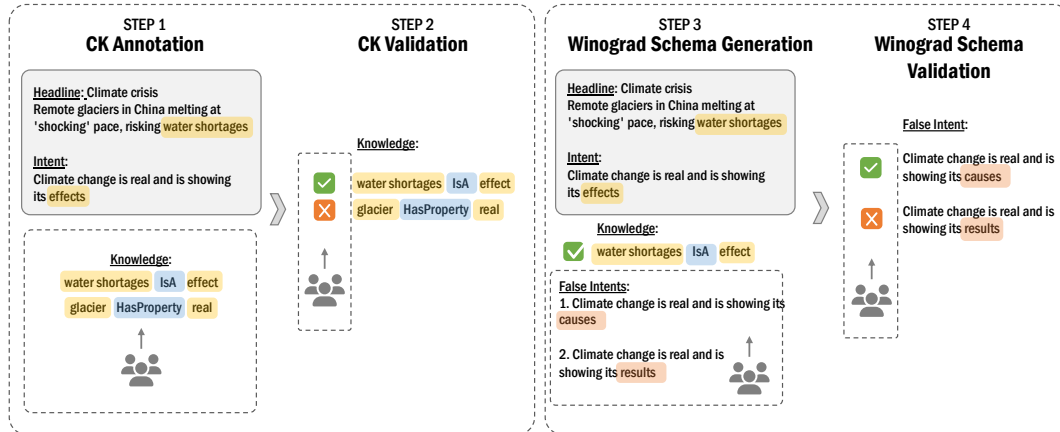 STEP 1
CK Annotation
Headline: Climate crisis
Remote glaciers in China melting at
'shocking' pace, risking water shortages
Intent:
Climate change is real and is showing
its effects
Knowledge:
water shortages IsA effect
glacier HasProperty real
STEP 2
CK Validation
Knowledge:
water shortages IsA effect
glacier HasProperty real
STEP 3
Winograd Schema Generation
Headline: Climate crisis
Remote glaciers in China melting at
'shocking' pace, risking water shortages
Intent:
Climate change is real and is showing
its effects
Knowledge:
water shortages IsA effect
False Intents:
1. Climate change is real and is showing its
causes
2. Climate change is real and is
showing its results
STEP 4
Winograd Schema
Validation
False Intent:
Climate change is real and is
showing its causes
Climate change is real and is
showing its results